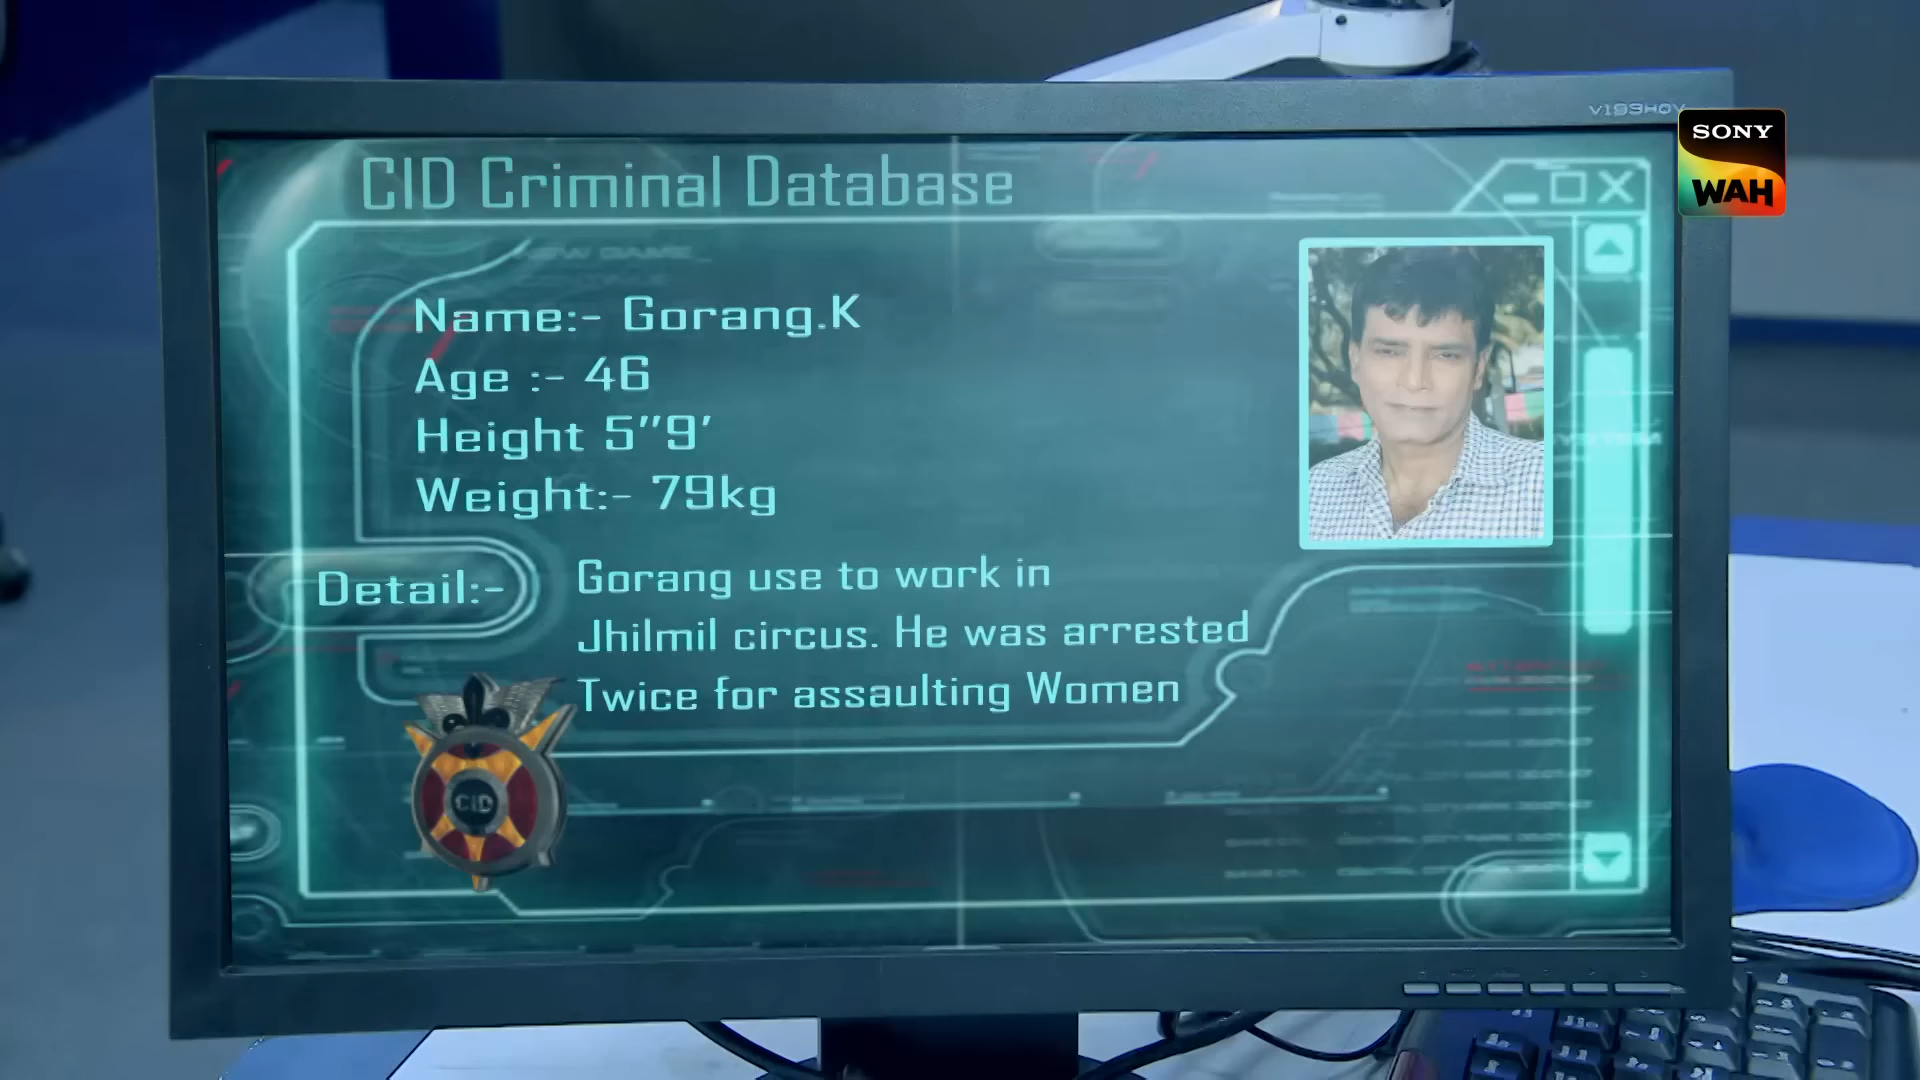 V193HQV
SONY
WAH
CID Criminal Database
Name:- Gorang.K
Age :- 46
Height 5"9'
Weight:- 79kg
Detail:-
Gorang use to work in
Jhilmil circus. He was arrested
Twice for assaulting Women
CID